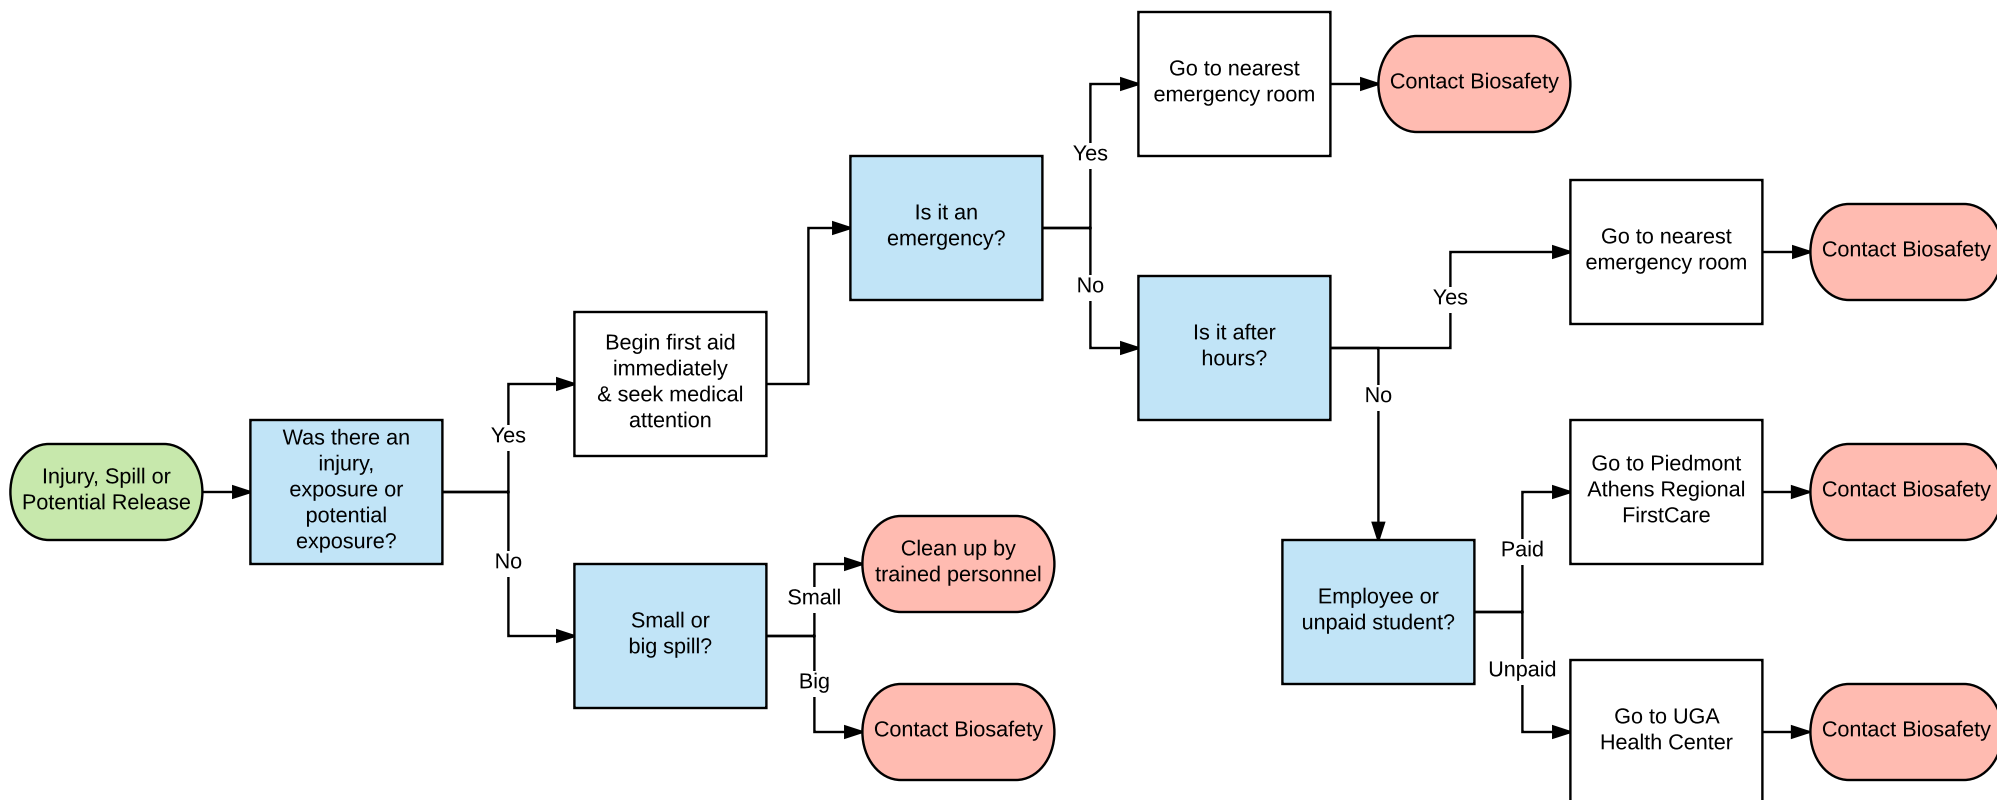 Go to nearest
emergency room
Contact Biosafety
Yes
Is it an
emergency?
No
Go to nearest
emergency room
Contact Biosafety
Yes
Is it after
hours?
No
Begin first aid
immediately
& seek medical
attention
Yes
Injury, Spill or
Potential Release
Was there an
injury,
exposure or
potential
exposure?
No
Small or
big spill?
Small
Clean up by
trained personnel
Big
Contact Biosafety
Employee or
unpaid student?
Paid
Go to Piedmont
Athens Regional
FirstCare
Contact Biosafety
Unpaid
Go to UGA
Health Center
Contact Biosafety